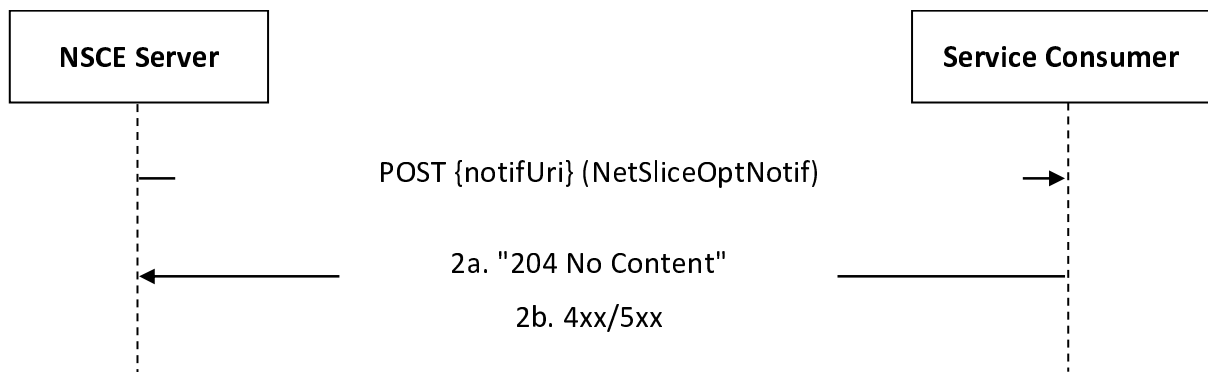 NSCE Server
Service Consumer
POST {notifUri} (NetSliceOptNotif)
2a. "204 No Content"
2b. 4xx/5xx